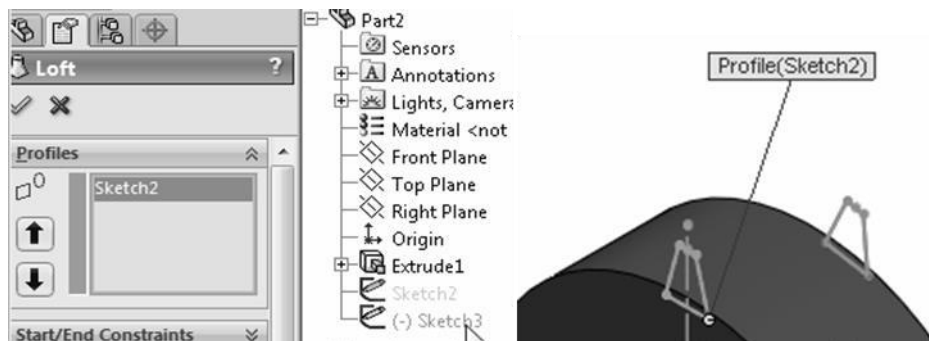 Loft
?
Profiles
0
Sketch2
Start/End Constraints
Part2
Sensors
Annotations
Lights, Camera
Material <not
Front Plane
Top Plane
Right Plane
Origin
Extrude1
Sketch2
(-) Sketch3
Profile(Sketch2)